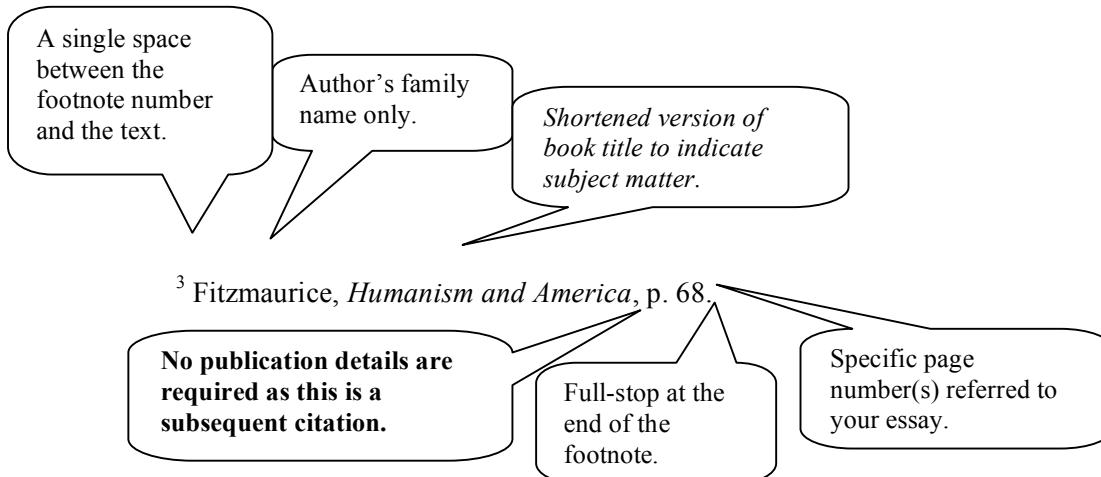 A single space
between the
footnote number
and the text.
Author's family
name only.
Shortened version of
book title to indicate
subject matter.
3 Fitzmaurice, Humanism and America, p. 68.
No publication details are
required as this is a
subsequent citation.
Full-stop at the
end of the
footnote.
Specific page
number(s) referred to
your essay.